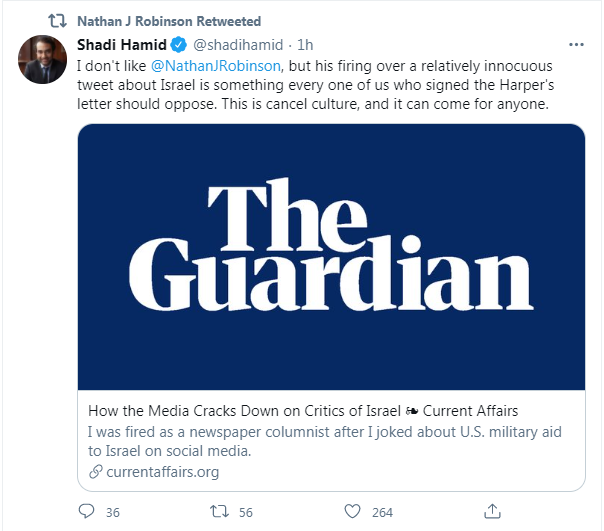 Nathan J Robinson Retweeted
Shadi Hamid @shadihamid · 1h
I don't like @NathanJRobinson, but his firing over a relatively innocuous
tweet about Israel is something every one of us who signed the Harper's
letter should oppose. This is cancel culture, and it can come for anyone.
The
Guardian
How the Media Cracks Down on Critics of Israel ❧ Current Affairs
I was fired as a newspaper columnist after I joked about U.S. military aid
to Israel on social media.
currentaffairs.org
36 56 264